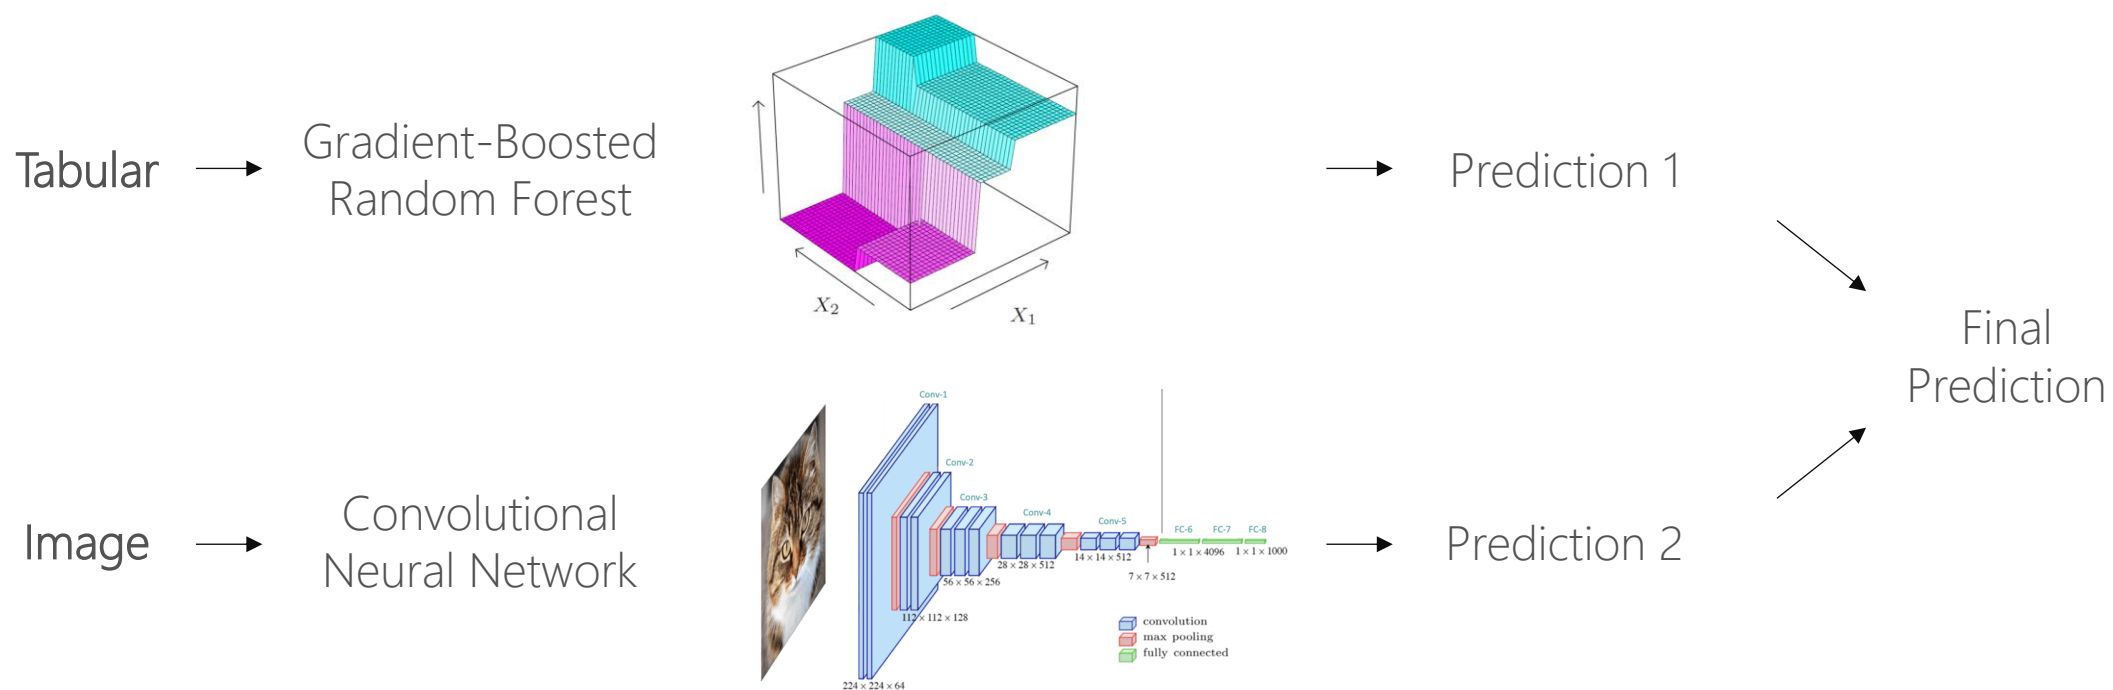 Tabular
Gradient-Boosted
Random Forest
X₂
X₁
Prediction 1
Final
Prediction
Image
Convolutional
Neural Network
Conv-1
Conv-2
Conv-3
Conv-4
Conv-5
FC-6
FC-7
FC-8
1 × 1 × 4096
1 × 1 × 1000
14 × 14 × 512
28 × 28 × 512
7 × 7 × 512
56 × 56 × 256
112 × 112 × 128
224 × 224 × 64
convolution
max pooling
fully connected
Prediction 2